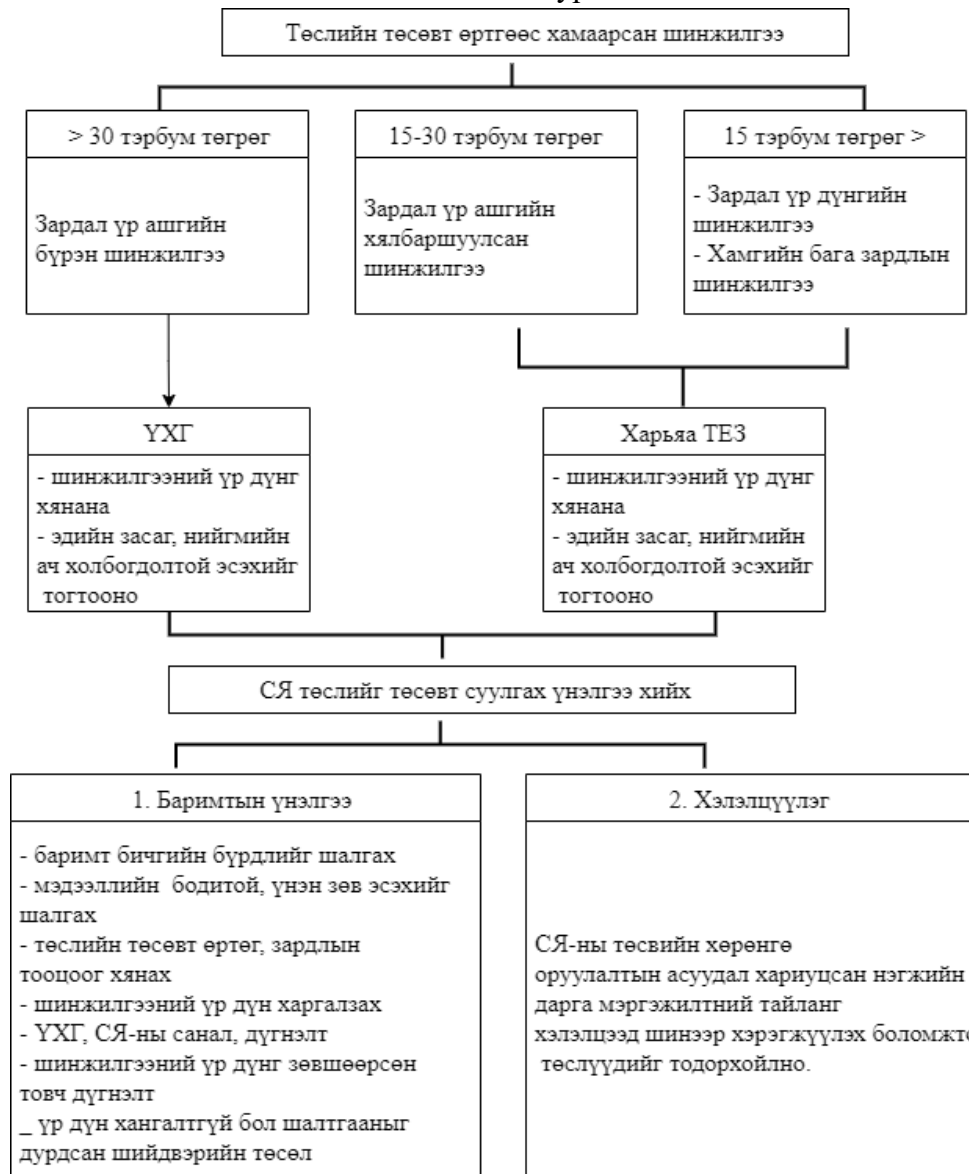 Төслийн төсөвт өртгөөс хамаарсан шинжилгээ
> 30 тэрбум төгрөг
Зардал үр ашгийн
бүрэн шинжилгээ
15-30 тэрбум төгрөг
Зардал үр ашгийн
хялбаршуулсан
шинжилгээ
15 тэрбум төгрөг >
- Зардал үр дүнгийн
шинжилгээ
- Хамгийн бага зардлын
шинжилгээ
ҮХГ
- шинжилгээний үр дүнг
хянана
- эдийн засаг, нийгмийн
ач холбогдолтой эсэхийг
тогтооно
Харьяа ТЕЗ
- шинжилгээний үр дүнг
хянана
- эдийн засаг, нийгмийн
ач холбогдолтой эсэхийг
тогтооно
СЯ төслийг төсөвт суулгах үнэлгээ хийх
1. Баримтын үнэлгээ
- баримт бичгийн бүрдлийг шалгах
- мэдээллийн бодитой, үнэн зөв эсэхийг
шалгах
- төслийн төсөвт өртөг, зардлын
тооцоог хянах
- шинжилгээний үр дүн харгалзах
- ҮХГ, СЯ-ны санал, дүгнэлт
- шинжилгээний үр дүнг зөвшөөрсөн
товч дүгнэлт
_ үр дүн хангалтгүй бол шалтгааныг
дурдсан шийдвэрийн төсөл
2. Хэлэлцүүлэг
СЯ-ны төсвийн хөрөнгө
оруулалтын асуудал хариуцсан нэгжийн
дарга мэргэжилтний тайланг
хэлэлцээд шинээр хэрэгжүүлэх
төслүүдийг тодорхойлно.